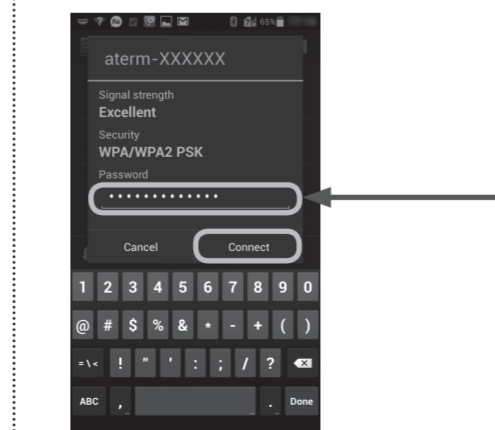 65%
aterm-XXXXXX
Signal strength
Excellent
Security
WPA/WPA2 PSK
Password
•••••••••••••
Cancel Connect
1 2 3 4 5 6 7 8 9 0
@ # $ % & * - + ( )
=\< ! " ' : ; / ?
ABC , . Done